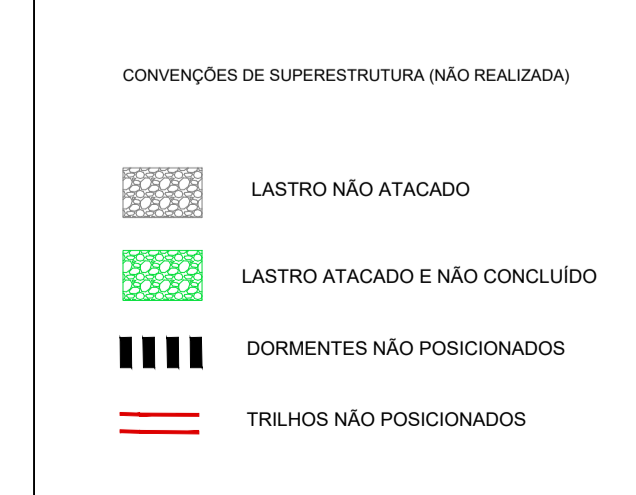 CONVENÇÕES DE SUPERESTRUTURA (NÃO REALIZADA)
LASTRO NÃO ATACADO
LASTRO ATACADO E NÃO CONCLUÍDO
DORMENTES NÃO POSICIONADOS
TRILHOS NÃO POSICIONADOS